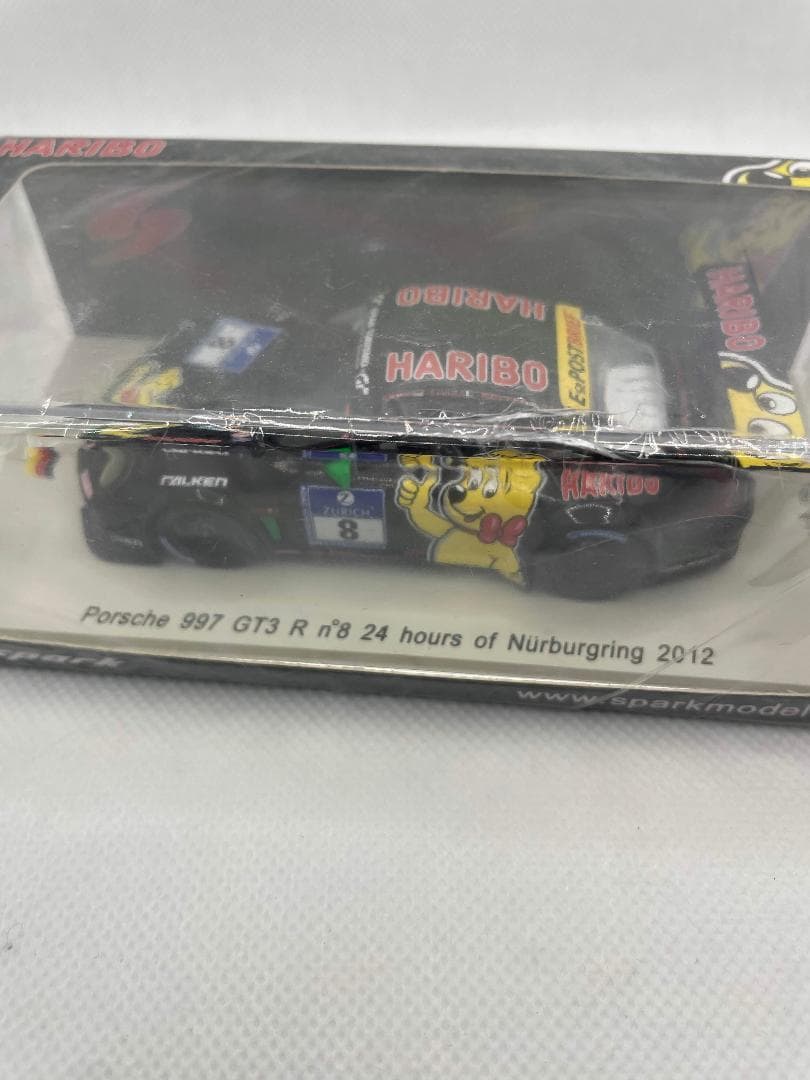 HARIBO
HARIBO
HARIBO
E-POSTBRIEF
HARIBO
FALKEN
ZURICH
8
HARIBO
Porsche 997 GT3 R n°8 24 hours of Nürburgring 2012
spark
www.sparkmodel